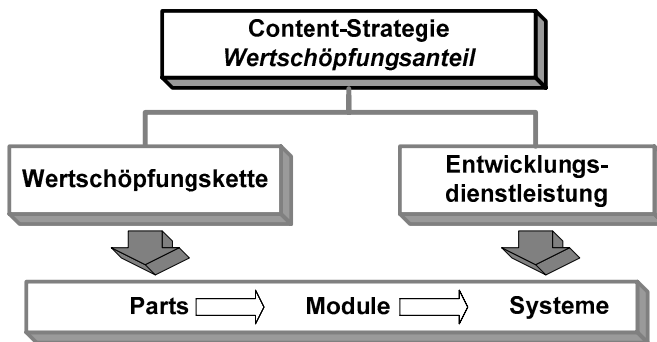 Content-Strategie
Wertschöpfungsanteil
Wertschöpfungskette
Entwicklungs-
dienstleistung
Parts Module Systeme